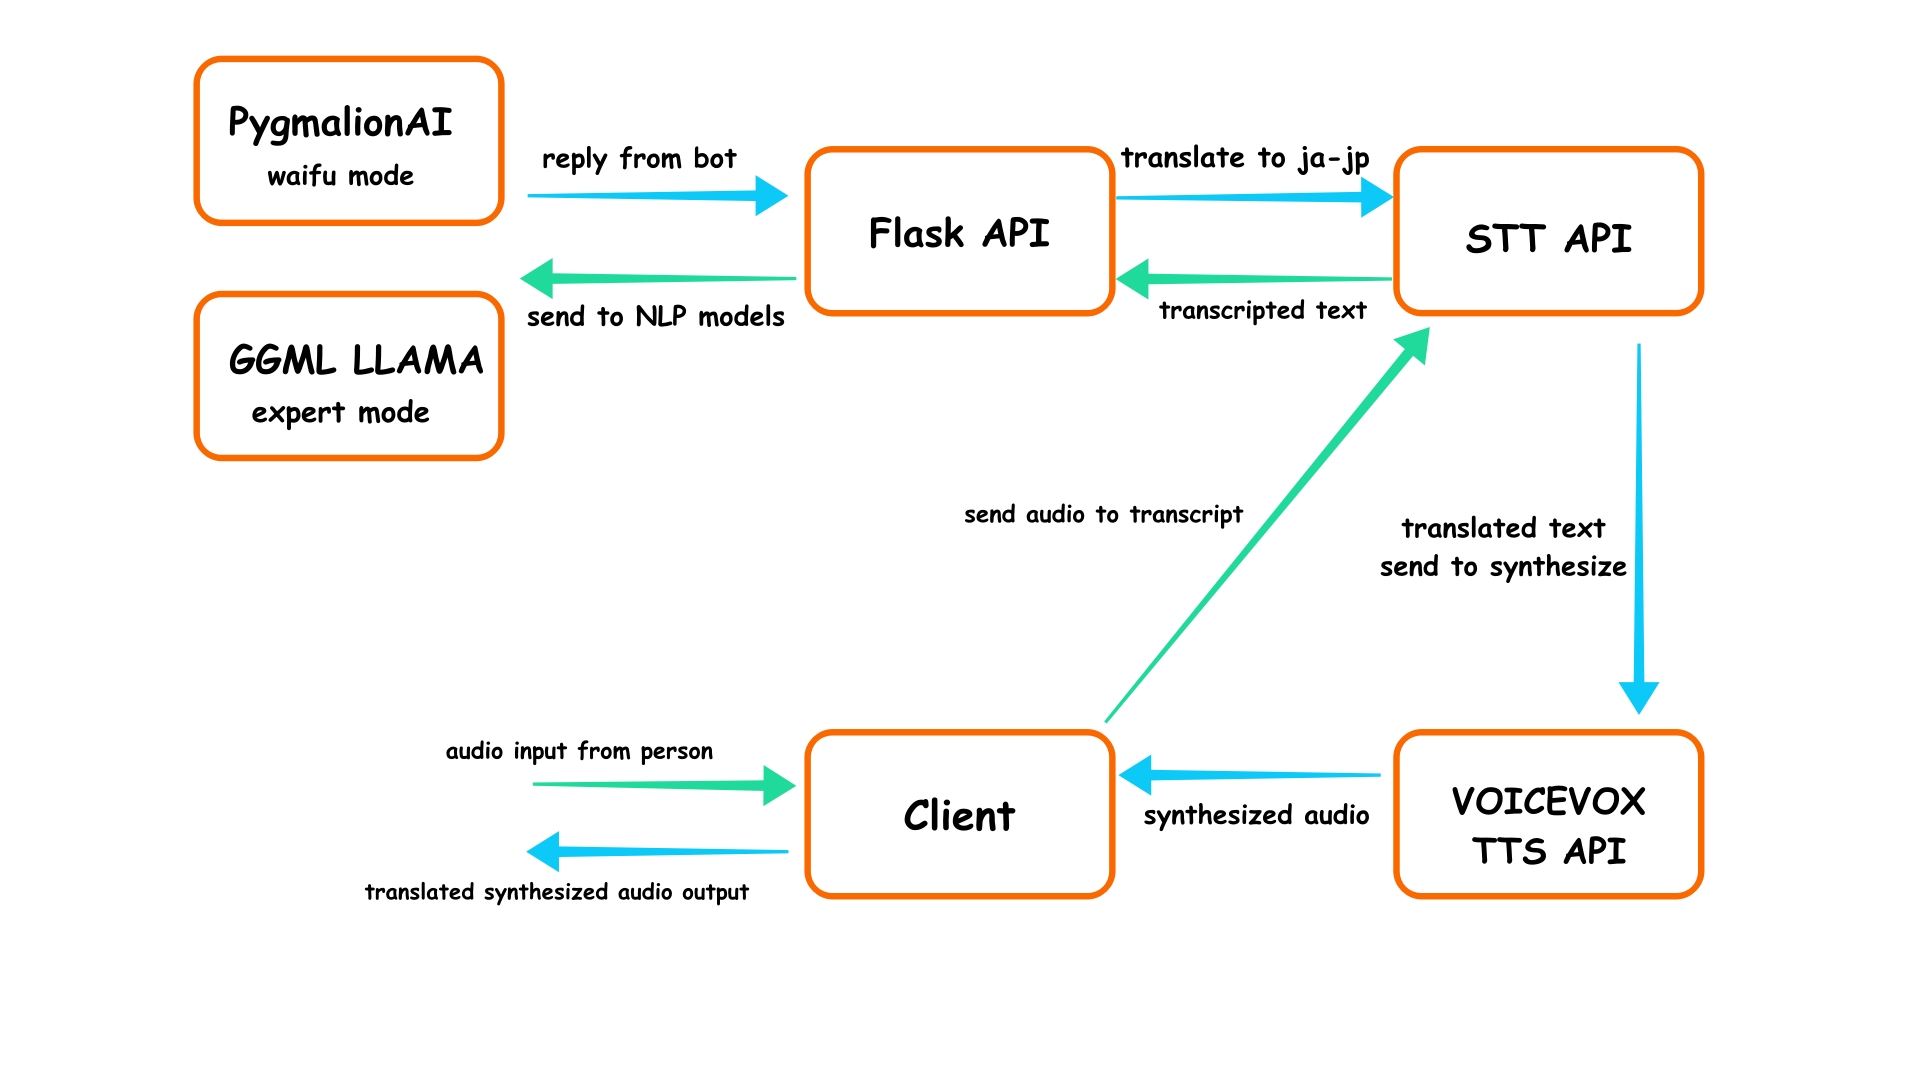 PygmalionAI
waifu mode
reply from bot
send to NLP models
GGML LLAMA
expert mode
Flask API
translate to ja-jp
transcripted text
STT API
send audio to transcript
translated text
send to synthesize
audio input from person
translated synthesized audio output
Client
synthesized audio
VOICEVOX
TTS API